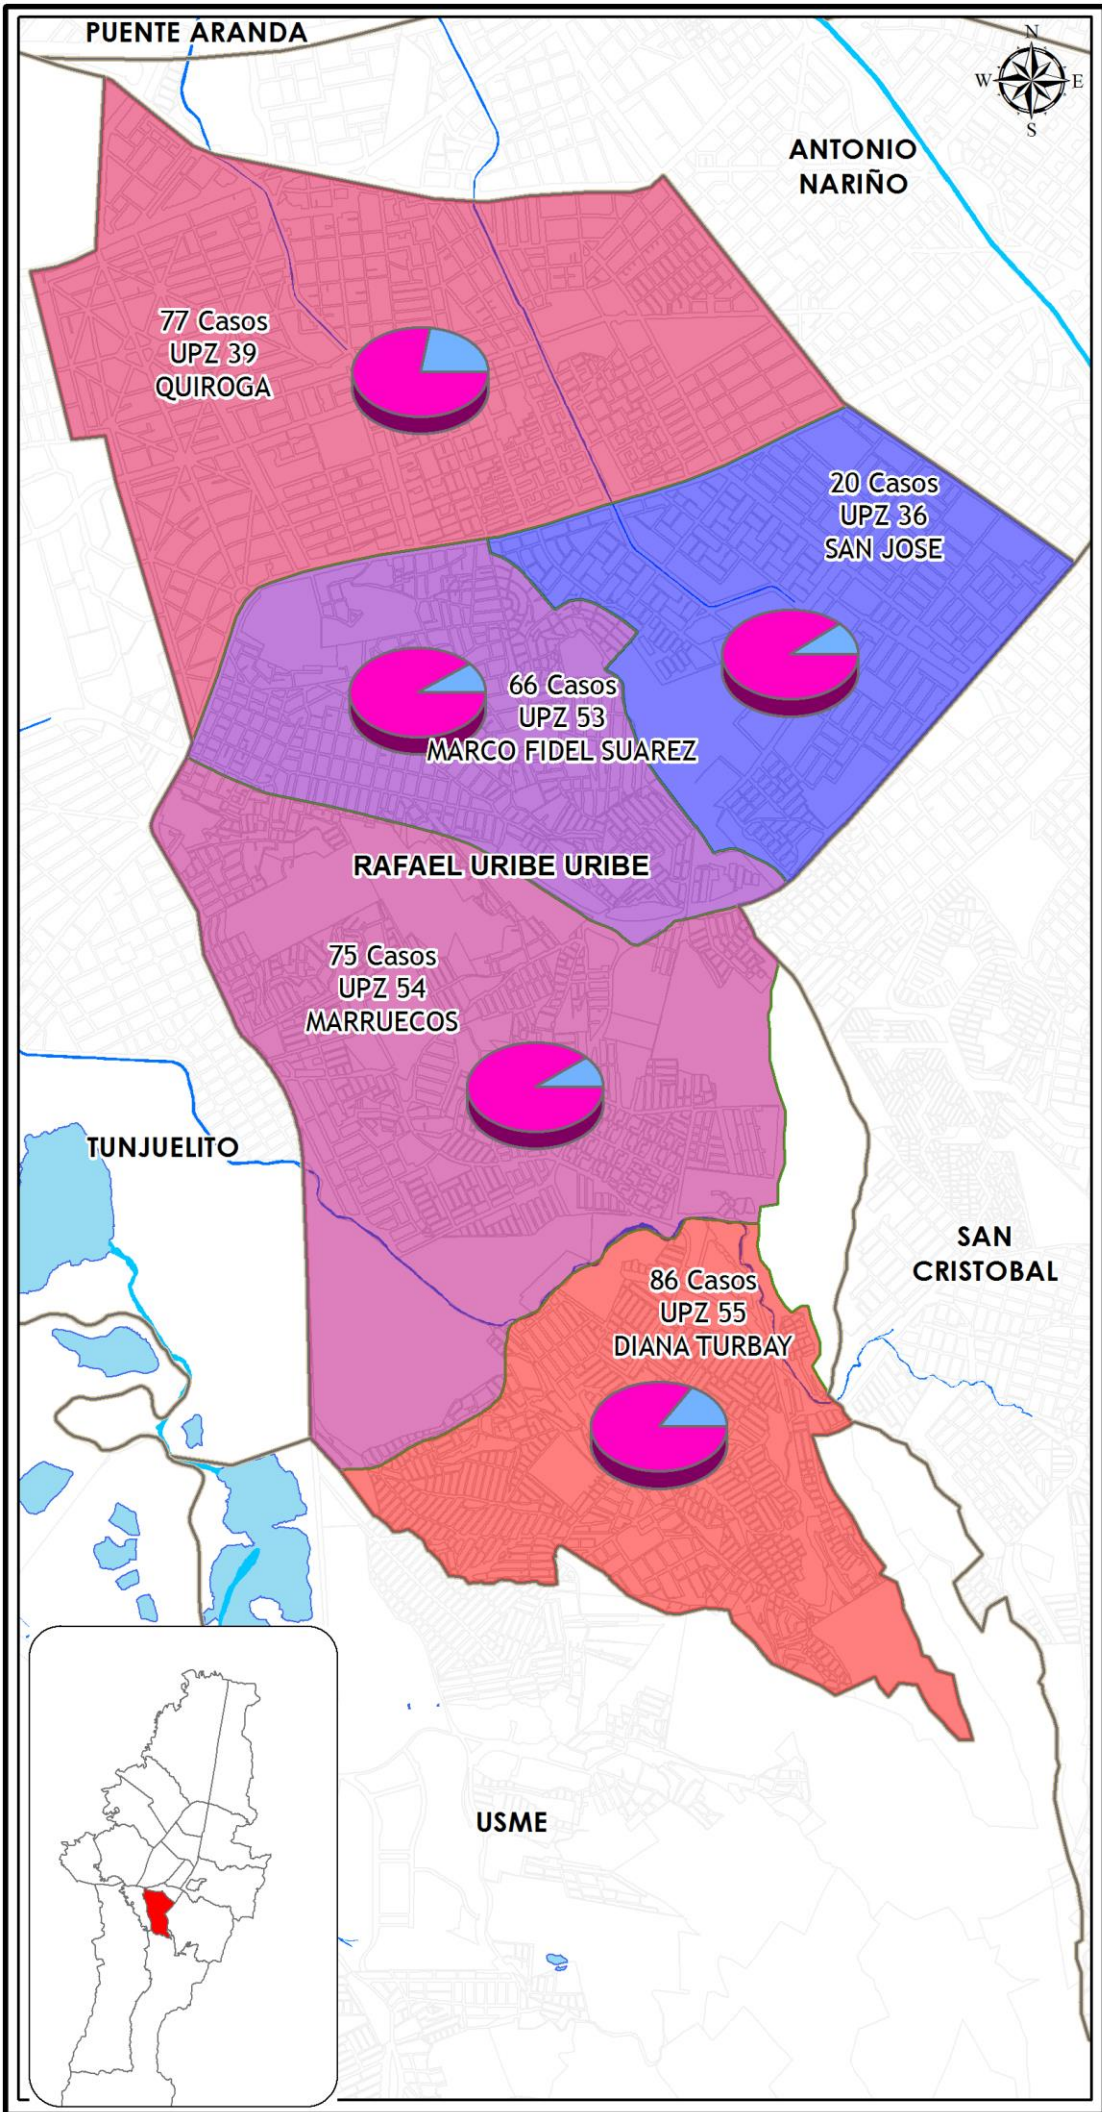 PUENTE ARANDA
N
W
E
S
ANTONIO
NARIÑO
77 Casos
UPZ 39
QUIROGA
20 Casos
UPZ 36
SAN JOSE
66 Casos
UPZ 53
MARCO FIDEL SUAREZ
RAFAEL URIBE URIBE
75 Casos
UPZ 54
MARRUECOS
TUNJUELITO
SAN
CRISTOBAL
86 Casos
UPZ 55
DIANA TURBAY
USME